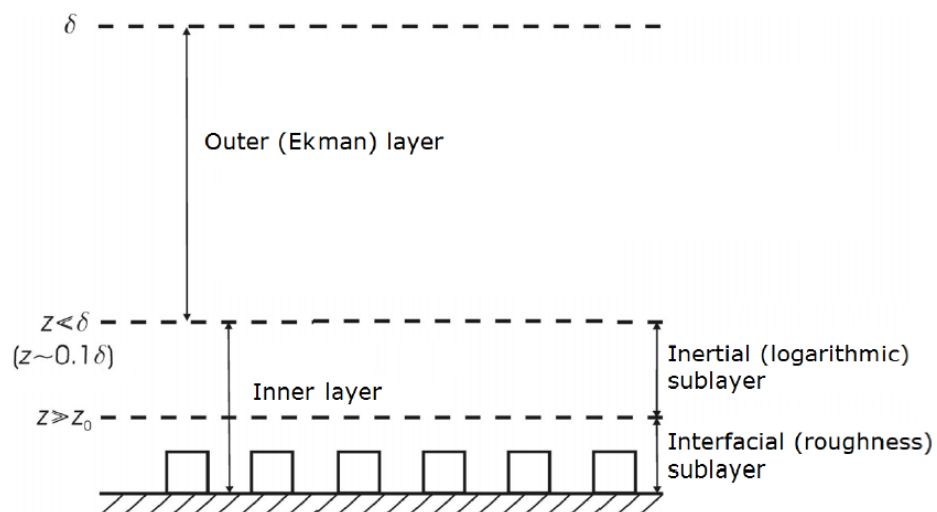 δ
Outer (Ekman) layer
z≪δ
(z~0.1δ)
Inertial (logarithmic)
sublayer
Inner layer
z≫z₀
Interfacial (roughness)
sublayer